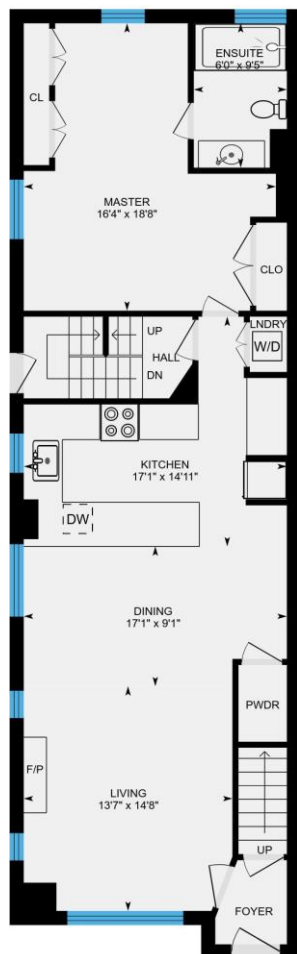 ENSUITE
6'0" x 9'5"
CL
MASTER
16'4" x 18'8"
CLO
LNDRY
W/D
UP
HALL
DN
KITCHEN
17'1" x 14'11"
DW
DINING
17'1" x 9'1"
PWDR
F/P
LIVING
13'7" x 14'8"
UP
FOYER